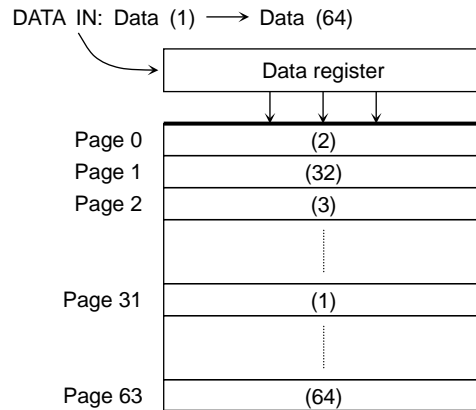 DATA IN: Data (1) → Data (64)
Data register
Page 0 (2)
Page 1 (32)
Page 2 (3)
Page 31 (1)
Page 63 (64)